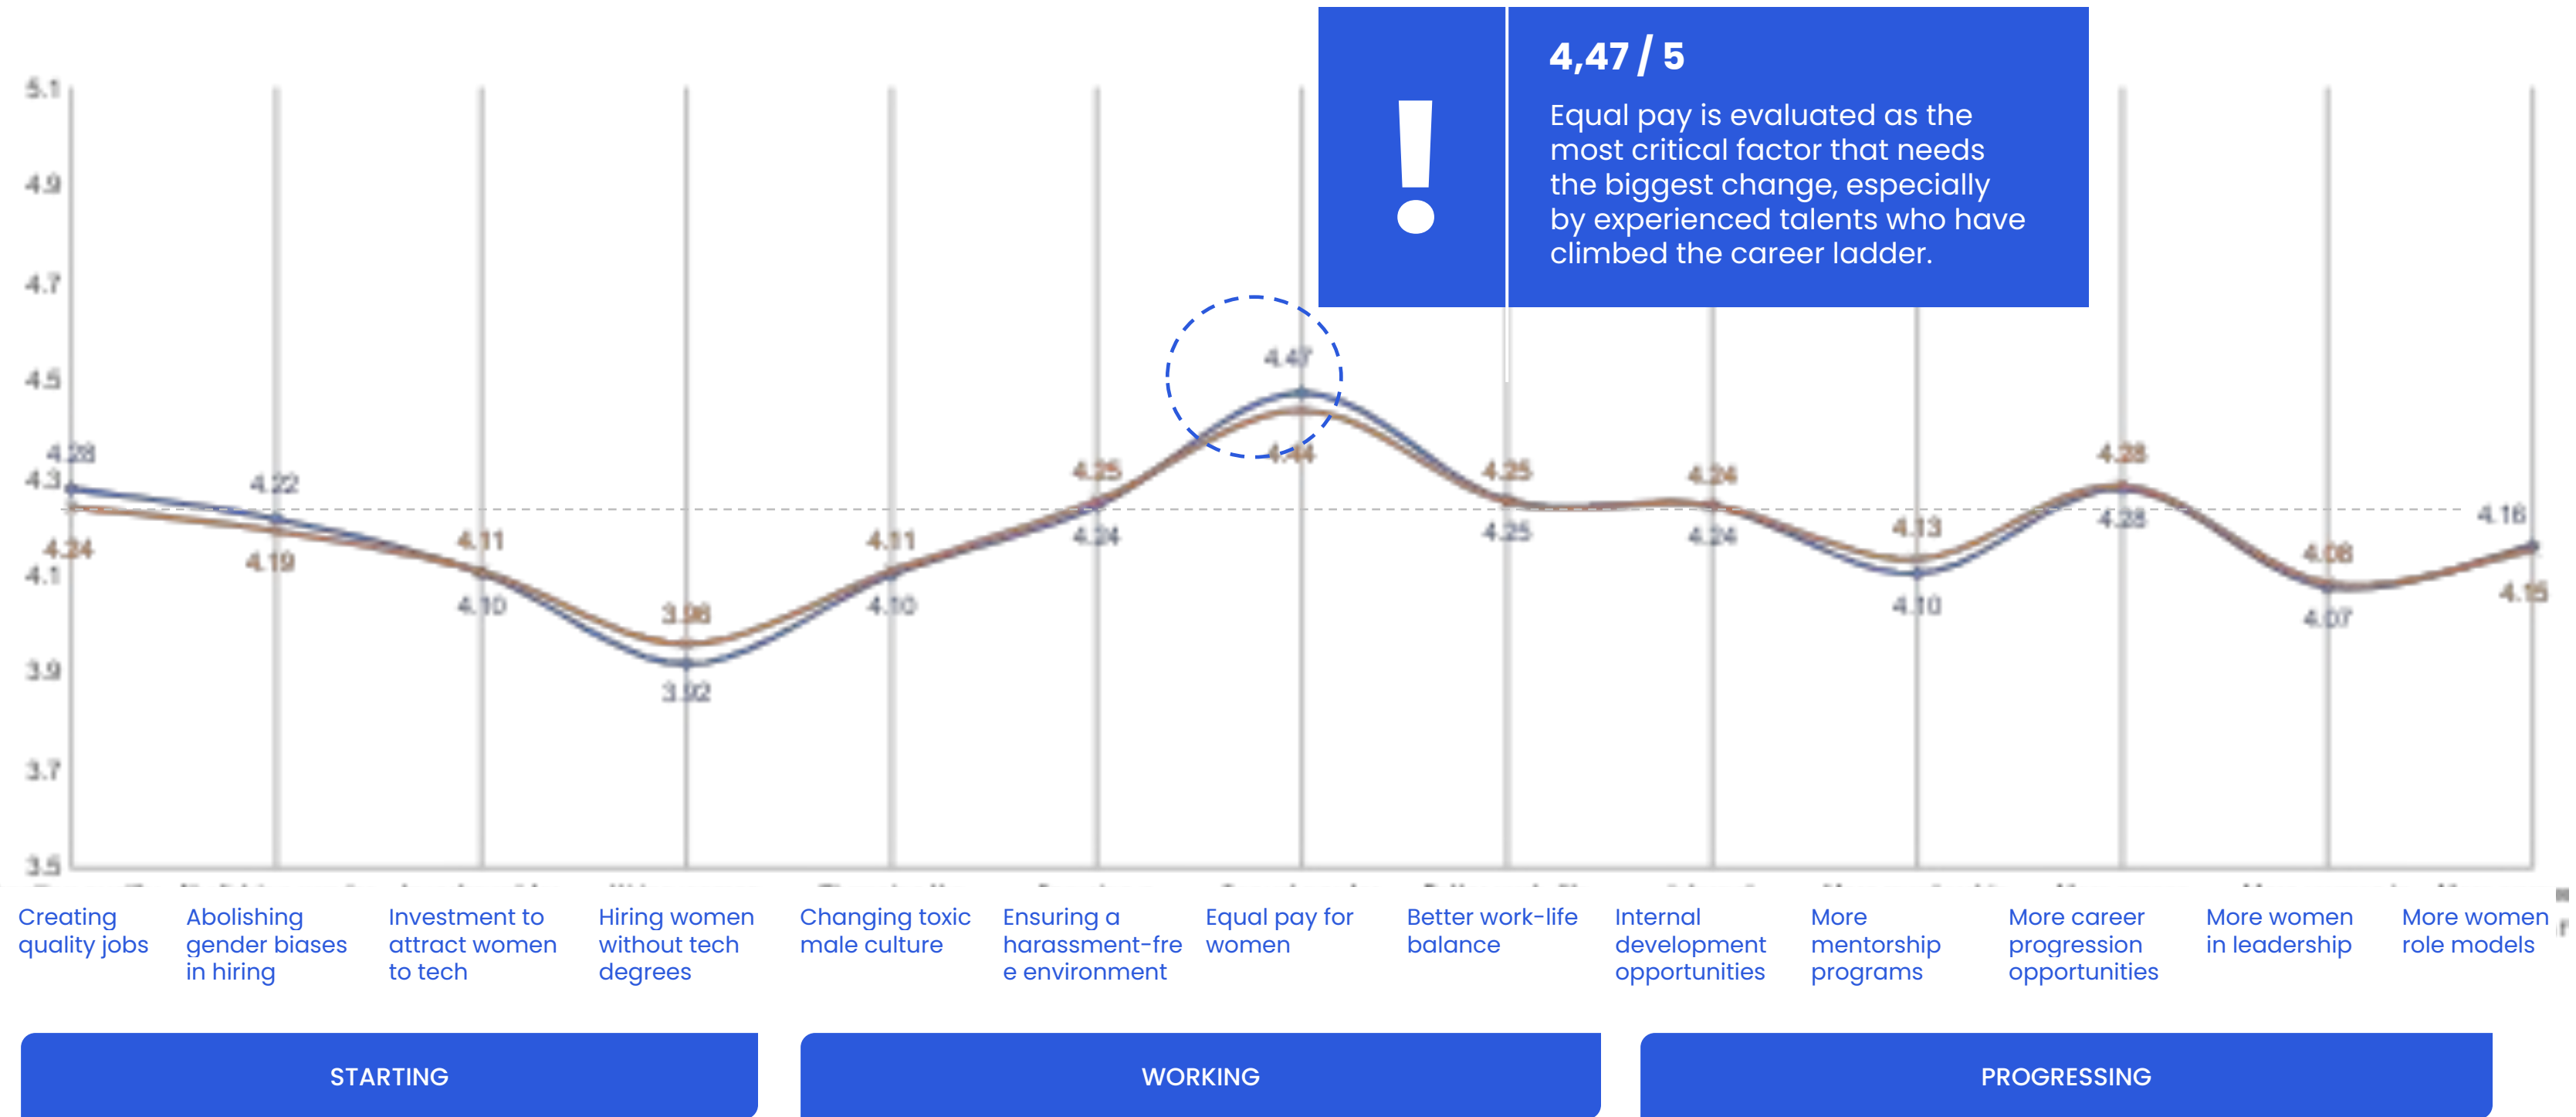 4,47 / 5
Equal pay is evaluated as the
most critical factor that needs
the biggest change, especially
by experienced talents who have
climbed the career ladder.
5.1
4.9
4.7
4.5
4.3
4.1
3.9
3.7
3.5
4.28
4.24
4.22
4.19
4.11
4.10
3.92
4.11
4.10
4.25
4.24
4.47
4.44
4.25
4.25
4.24
4.24
4.13
4.10
4.28
4.28
4.08
4.07
4.16
4.15
Creating
quality jobs
Abolishing
gender biases
in hiring
Investment to
attract women
to tech
Hiring women
without tech
degrees
Changing toxic
male culture
Ensuring a
harassment-fre
e environment
Equal pay for
women
Better work-life
balance
Internal
development
opportunities
More
mentorship
programs
More career
progression
opportunities
More women
in leadership
More women
role models
STARTING
WORKING
PROGRESSING